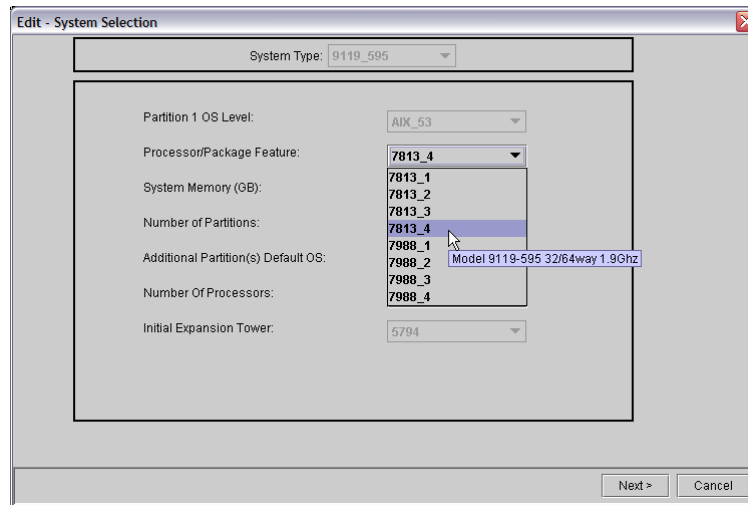 Edit - System Selection
System Type: 9119_595
Partition 1 OS Level: AIX_53
Processor/Package Feature: 7813_4
7813_1
System Memory (GB):
7813_2
7813_3
Number of Partitions:
7813_4
7988_1
Additional Partition(s) Default OS:
7988_2
Model 9119-595 32/64way 1.9Ghz
7988_3
Number Of Processors:
7988_4
Initial Expansion Tower: 5794
Next >
Cancel